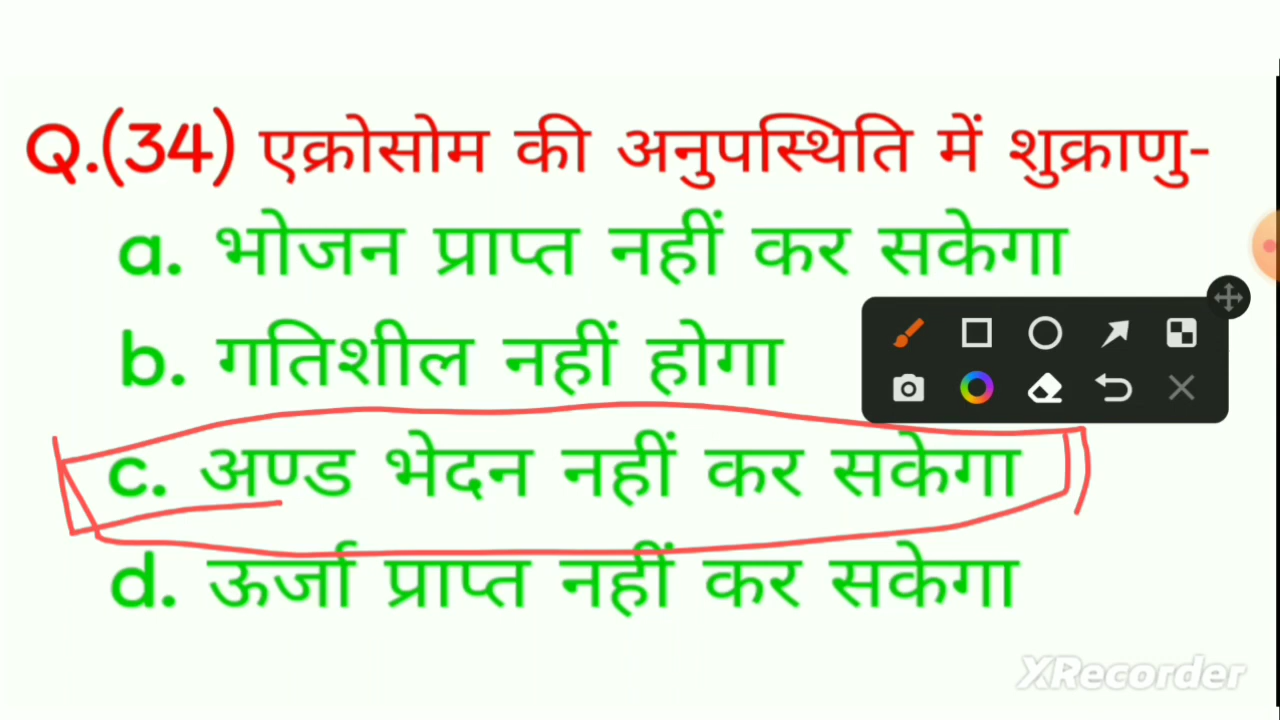 Q.(34) एक्रोसोम की अनुपस्थिति में शुक्राणु-
a. भोजन प्राप्त नहीं कर सकेगा
b. गतिशील नहीं होगा
c. अण्ड भेदन नहीं कर सकेगा
d. ऊर्जा प्राप्त नहीं कर सकेगा
XRecorder